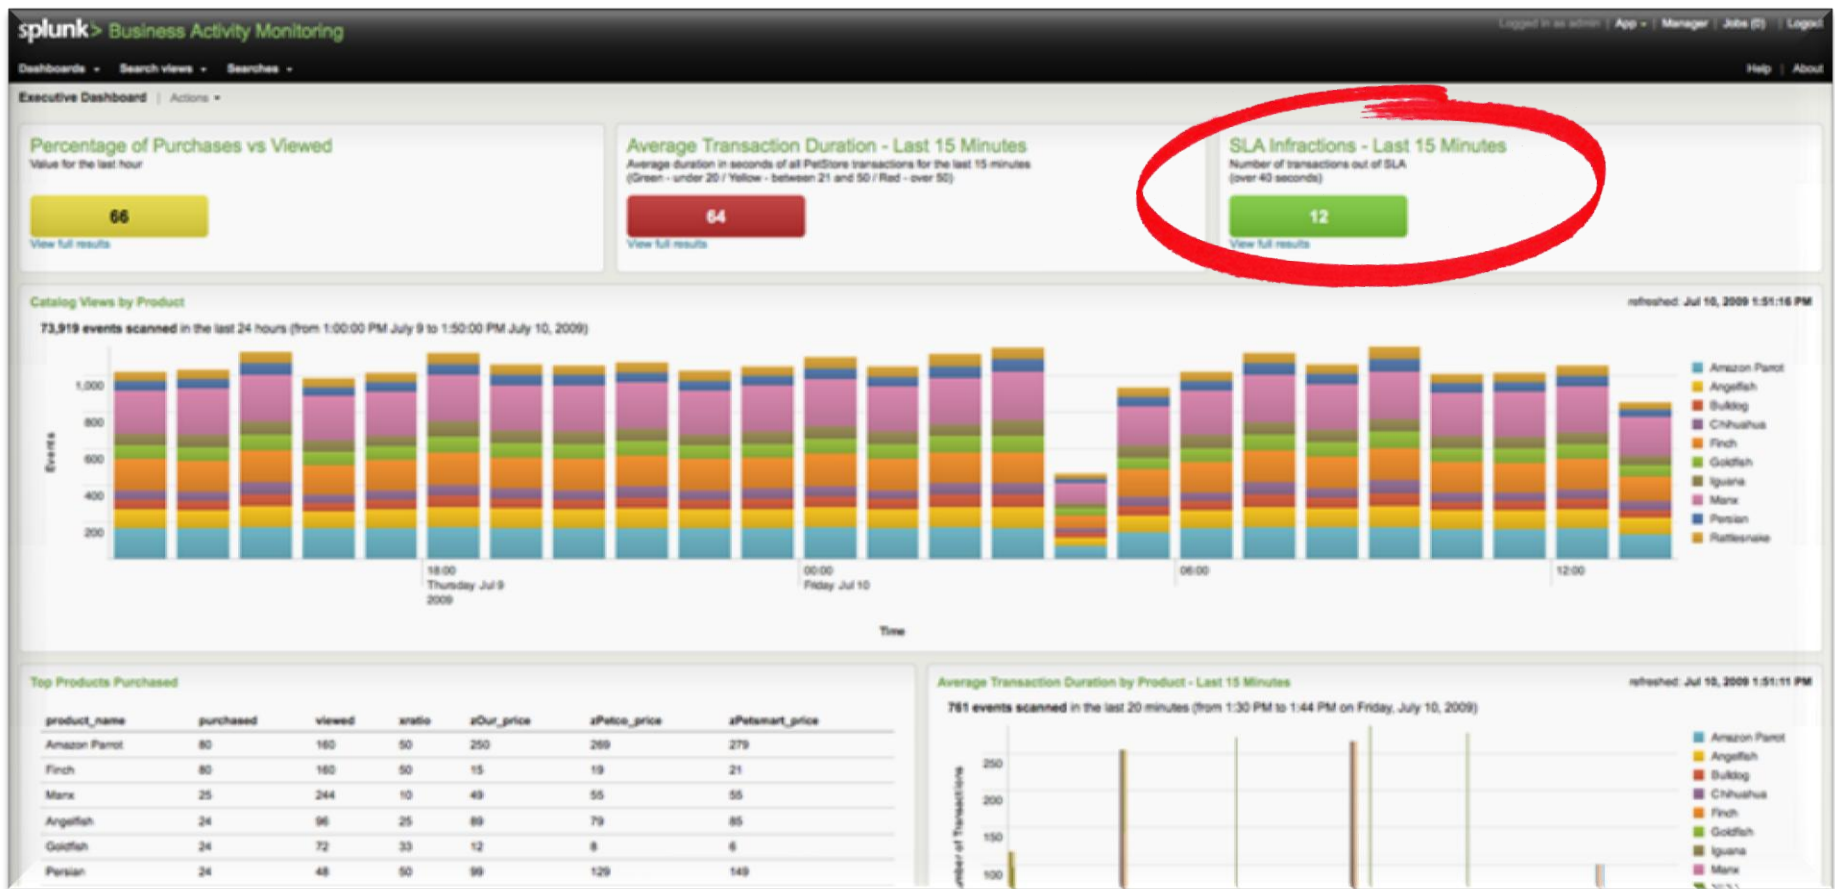 splunk> Business Activity Monitoring
Logged in as admin | App | Manager | Jobs (0) | Logout
Dashboards Search views Searches
Help | About
Executive Dashboard | Actions
Percentage of Purchases vs Viewed
Value for the last hour
66
View full results
Average Transaction Duration - Last 15 Minutes
Average duration in seconds of all PetStore transactions for the last 15 minutes
(Green - under 20 / Yellow - between 21 and 50 / Red - over 50)
64
View full results
SLA Infractions - Last 15 Minutes
Number of transactions out of SLA
(over 40 seconds)
12
View full results
Catalog Views by Product
refreshed: Jul 10, 2009 1:51:16 PM
73,919 events scanned in the last 24 hours (from 1:00:00 PM July 9 to 1:50:00 PM July 10, 2009)
Events
1,000
800
600
400
200
18:00
Thursday Jul 9
2009
00:00
Friday Jul 10
06:00
12:00
Time
Amazon Parrot
Angelfish
Bulldog
Chihuahua
Finch
Goldfish
Iguana
Manx
Persian
Rattlesnake
Top Products Purchased
product_name purchased viewed xratio zOur_price zPetco_price zPetsmart_price
Amazon Parrot 80 160 50 250 269 279
Finch 80 160 50 15 19 21
Manx 25 244 10 49 55 55
Angelfish 24 96 25 89 79 85
Goldfish 24 72 33 12 8 6
Persian 24 48 50 99 129 149
Average Transaction Duration by Product - Last 15 Minutes
refreshed: Jul 10, 2009 1:51:11 PM
761 events scanned in the last 20 minutes (from 1:30 PM to 1:44 PM on Friday, July 10, 2009)
of Transactions
250
200
150
100
Amazon Parrot
Angelfish
Bulldog
Chihuahua
Finch
Goldfish
Iguana
Manx